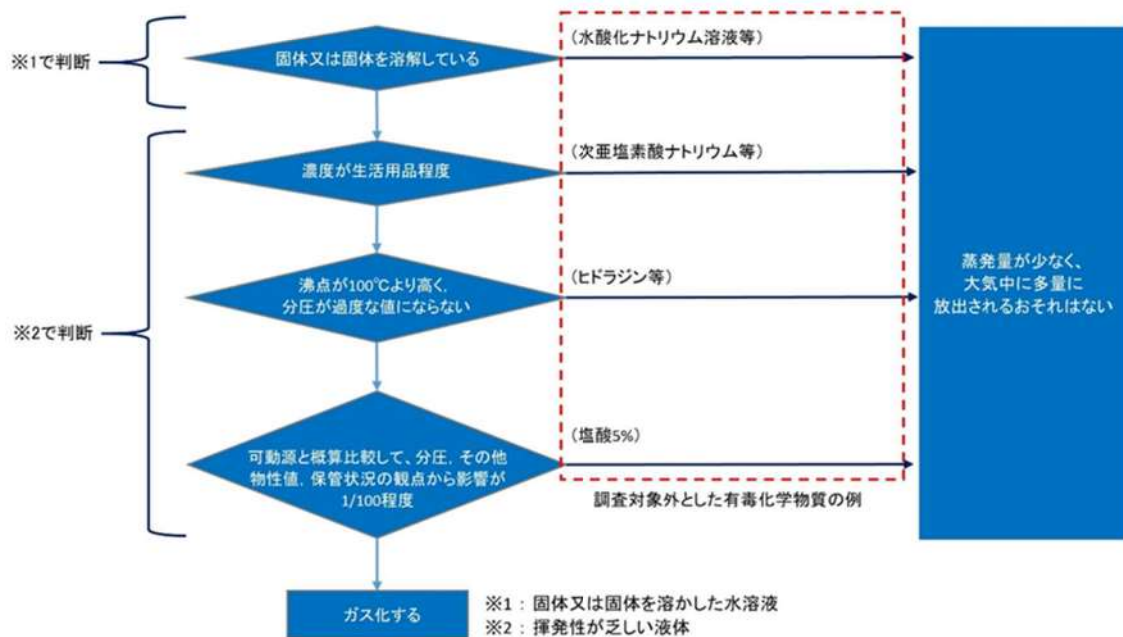 ※1で判断
固体又は固体を溶解している
(水酸化ナトリウム溶液等)
濃度が生活用品程度
(次亜塩素酸ナトリウム等)
沸点が100℃より高く，
分圧が過度な値にならない
(ヒドラジン等)
※2で判断
蒸発量が少なく、
大気中に多量に
放出されるおそれはない
可動源と概算比較して、分圧，その他
物性値，保管状況の観点から影響が
1/100程度
(塩酸5%)
調査対象外とした有毒化学物質の例
ガス化する
※1：固体又は固体を溶かした水溶液
※2：揮発性が乏しい液体